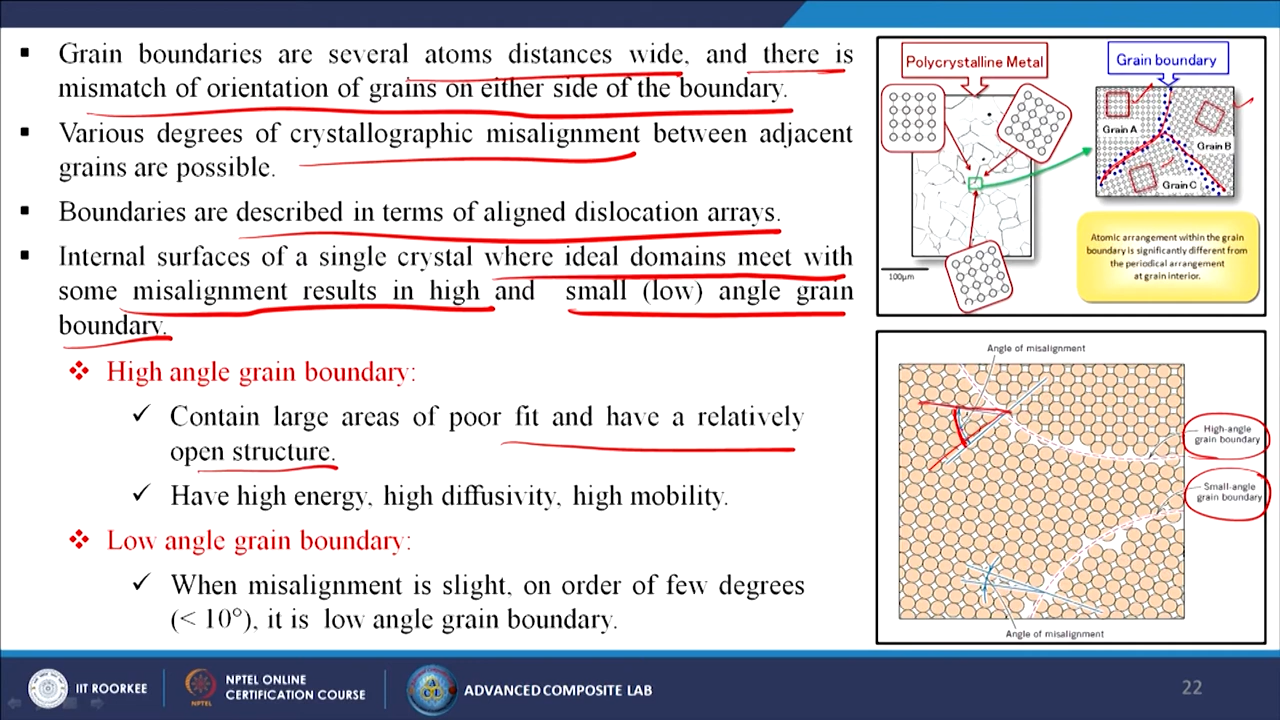 ▪ Grain boundaries are several atoms distances wide, and there is
mismatch of orientation of grains on either side of the boundary.
▪ Various degrees of crystallographic misalignment between adjacent
grains are possible.
▪ Boundaries are described in terms of aligned dislocation arrays.
▪ Internal surfaces of a single crystal where ideal domains meet with
some misalignment results in high and small (low) angle grain
boundary.
❖ High angle grain boundary:
✓ Contain large areas of poor fit and have a relatively
open structure.
✓ Have high energy, high diffusivity, high mobility.
❖ Low angle grain boundary:
✓ When misalignment is slight, on order of few degrees
(< 10°), it is low angle grain boundary.
Polycrystalline Metal
Grain boundary
Grain A
Grain B
Grain C
100μm
Atomic arrangement within the grain
boundary is significantly different from
the periodical arrangement
at grain interior.
Angle of misalignment
High-angle
grain boundary
Small-angle
grain boundary
Angle of misalignment
IIT ROORKEE
NPTEL
NPTEL ONLINE
CERTIFICATION COURSE
ADVANCED COMPOSITE LAB
22